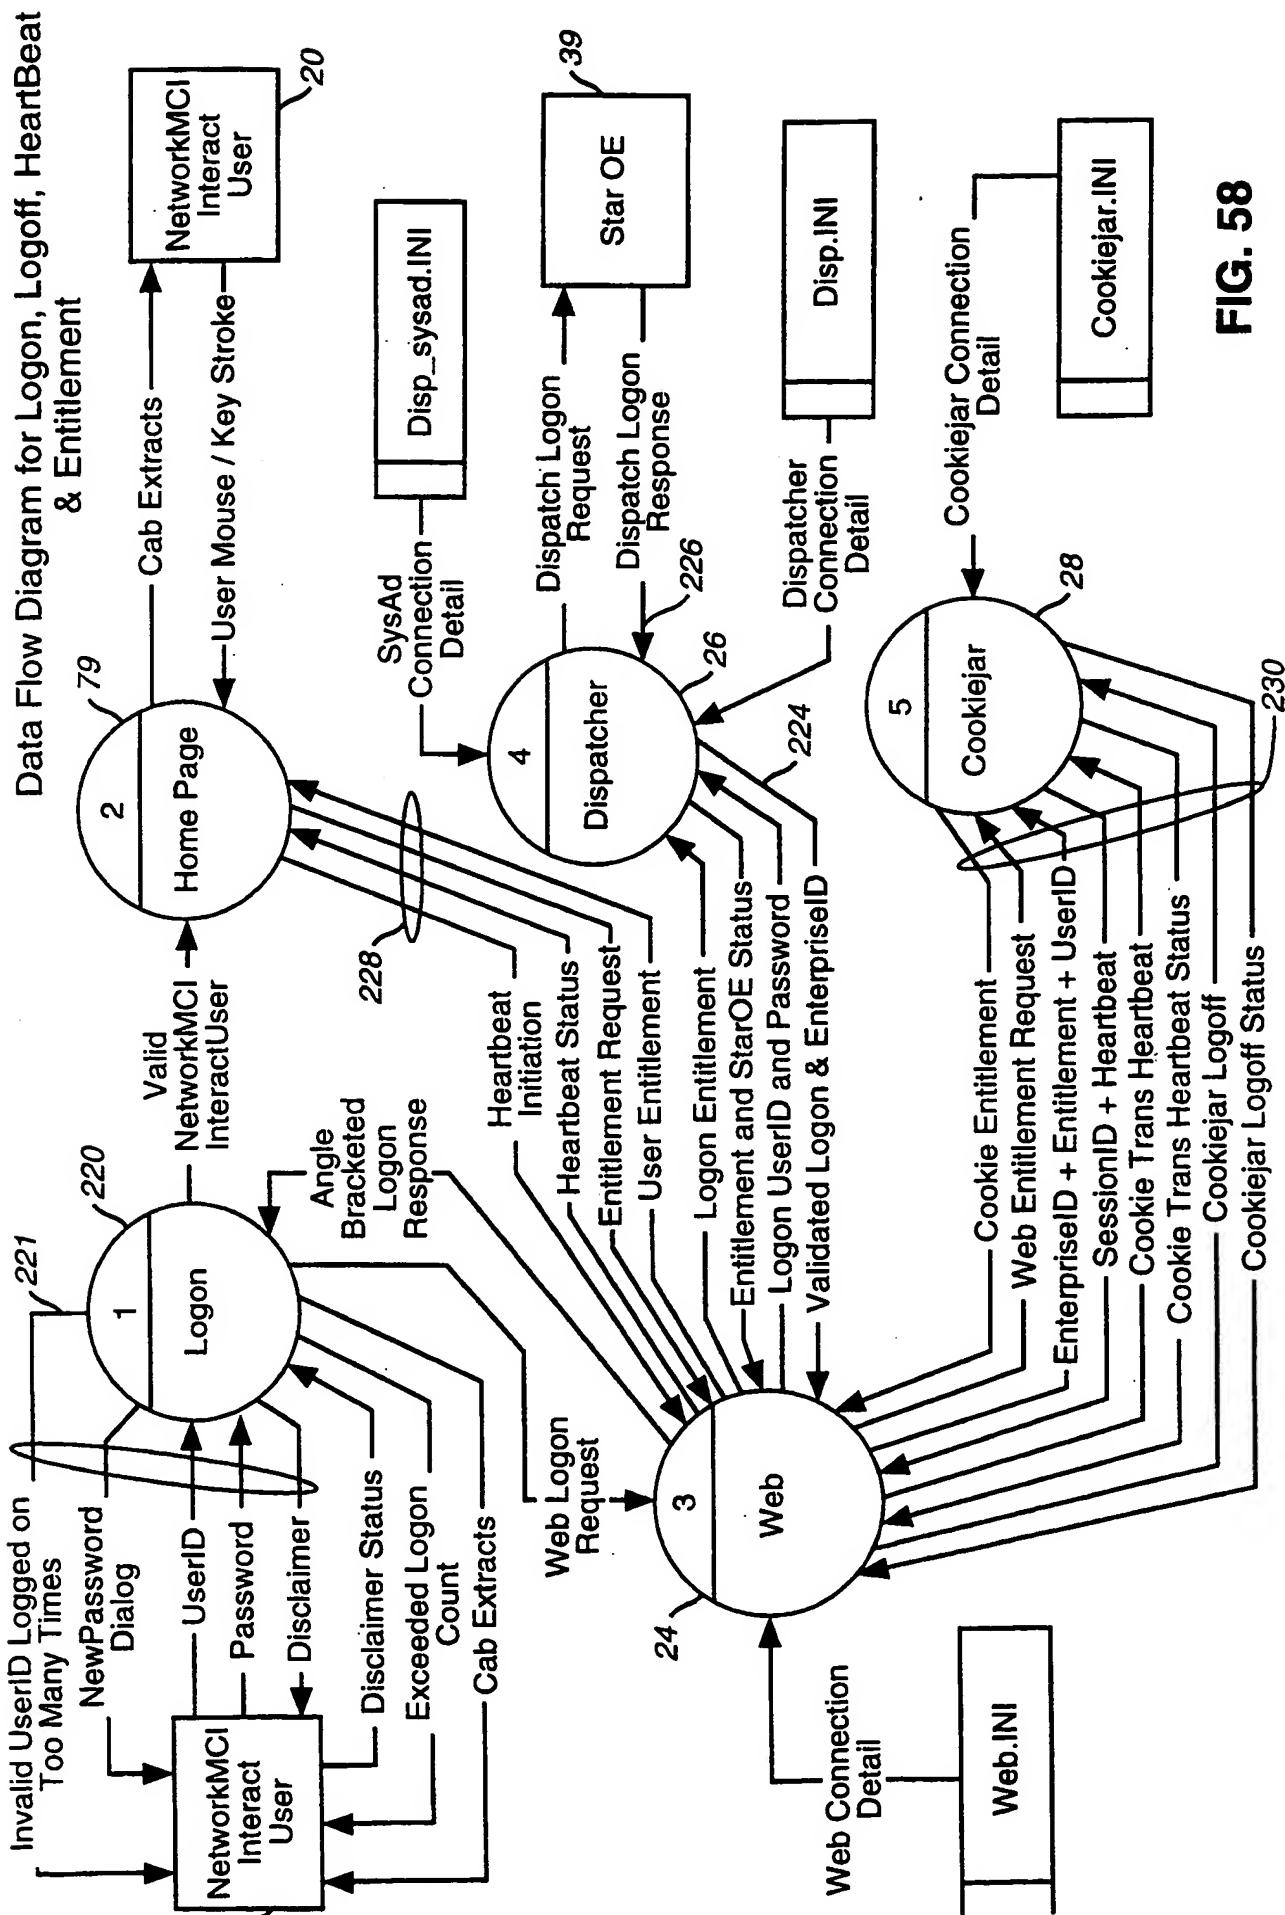 Data Flow Diagram for Logon, Logoff, HeartBeat
& Entitlement
Invalid UserID Logged on
Too Many Times
221
NewPassword
Dialog
UserID
Password
Disclaimer
Disclaimer Status
Exceeded Logon
Count
Cab Extracts
NetworkMCI
Interact
User
220
1
Logon
Valid
NetworkMCI
InteractUser
79
2
Home Page
Cab Extracts
User Mouse / Key Stroke
NetworkMCI
Interact
User
20
Angle
Bracketed
Logon
Response
Web Logon
Request
228
Heartbeat
Initiation
Heartbeat Status
Entitlement Request
User Entitlement
SysAd
Connection
Detail
Disp_sysad.INI
4
Dispatcher
26
Dispatch Logon
Request
Dispatch Logon
Response
226
Star OE
39
Dispatcher
Connection
Detail
Disp.INI
224
Logon Entitlement
Entitlement and StarOE Status
Logon UserID and Password
Validated Logon & EnterpriseID
24
3
Web
Web Connection
Detail
Web.INI
Cookie Entitlement
Web Entitlement Request
EnterpriseID + Entitlement + UserID
SessionID + Heartbeat
Cookie Trans Heartbeat
Cookie Trans Heartbeat Status
Cookiejar Logoff
Cookiejar Logoff Status
5
Cookiejar
28
230
Cookiejar Connection
Detail
Cookiejar.INI
FIG. 58